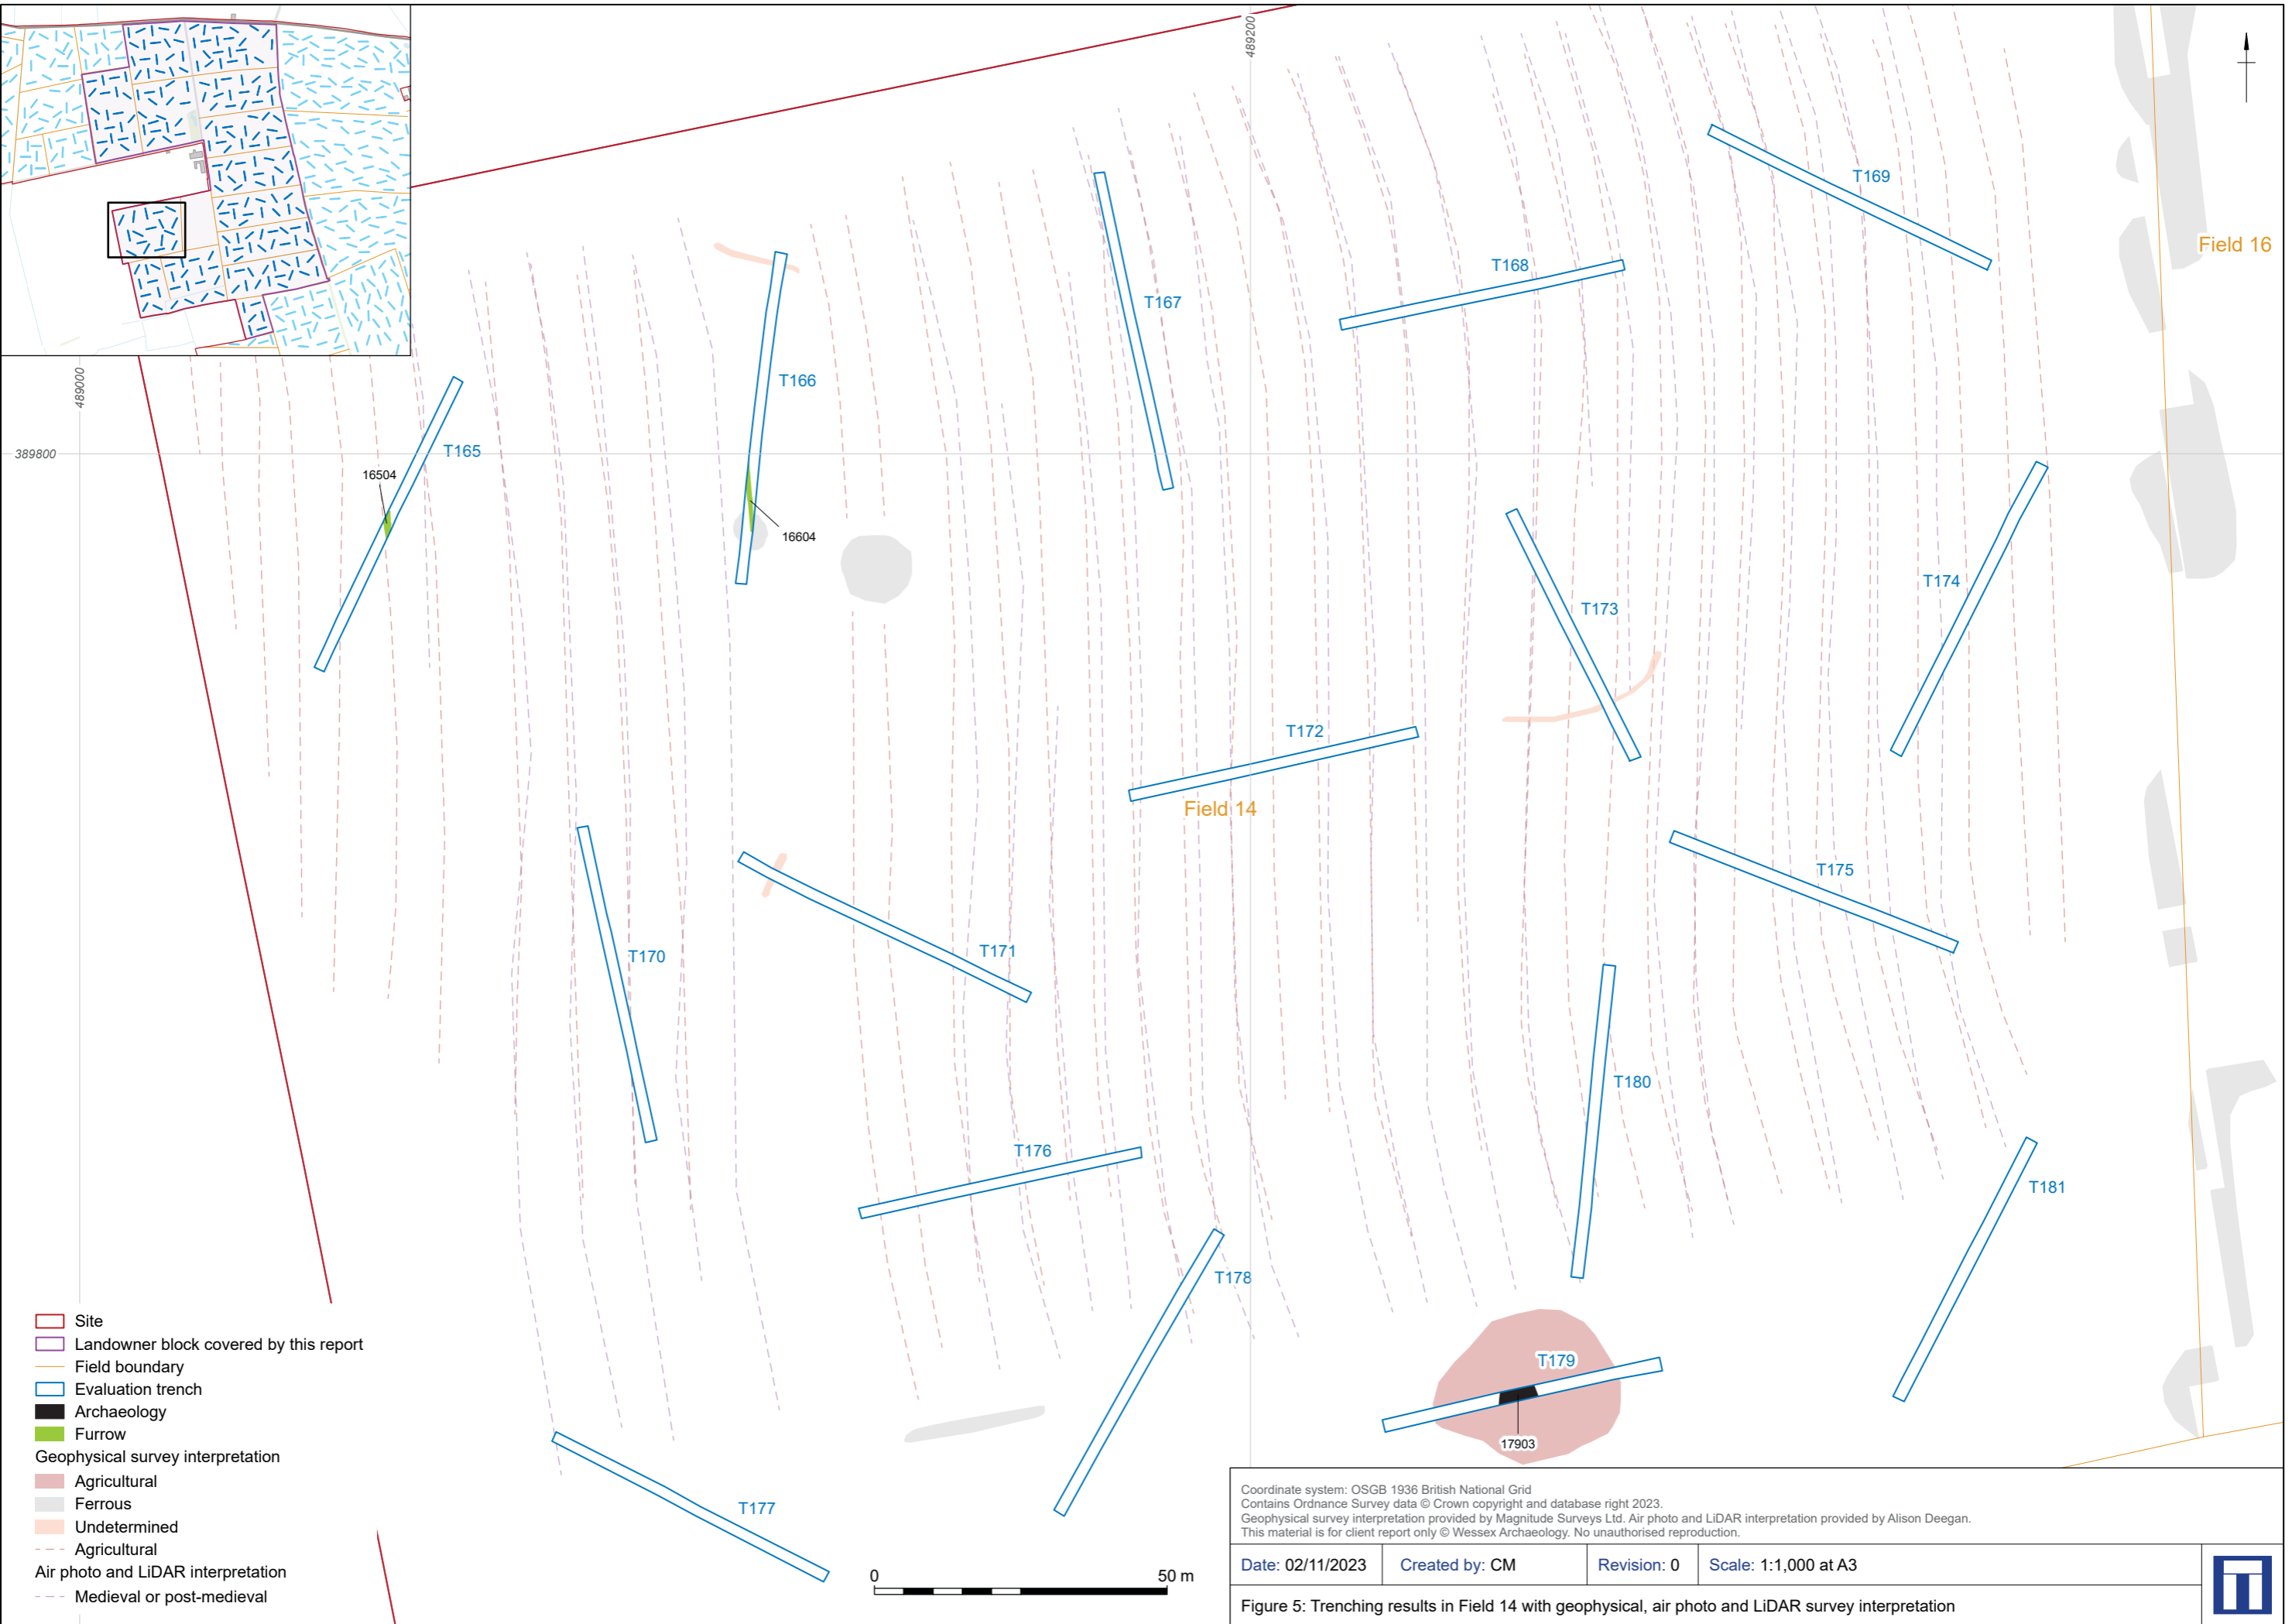 489200
489000
389800
Field 16
T169
T168
T167
T166
T165
16504
16604
T174
T173
T172
Field 14
T175
T171
T170
T180
T176
T181
T178
T179
17903
T177
Site
Landowner block covered by this report
Field boundary
Evaluation trench
Archaeology
Furrow
Geophysical survey interpretation
Agricultural
Ferrous
Undetermined
Agricultural
Air photo and LiDAR interpretation
Medieval or post-medieval
0 50 m
Coordinate system: OSGB 1936 British National Grid
Contains Ordnance Survey data © Crown copyright and database right 2023.
Geophysical survey interpretation provided by Magnitude Surveys Ltd. Air photo and LiDAR interpretation provided by Alison Deegan.
This material is for client report only © Wessex Archaeology. No unauthorised reproduction.
Date: 02/11/2023 Created by: CM Revision: 0 Scale: 1:1,000 at A3
Figure 5: Trenching results in Field 14 with geophysical, air photo and LiDAR survey interpretation